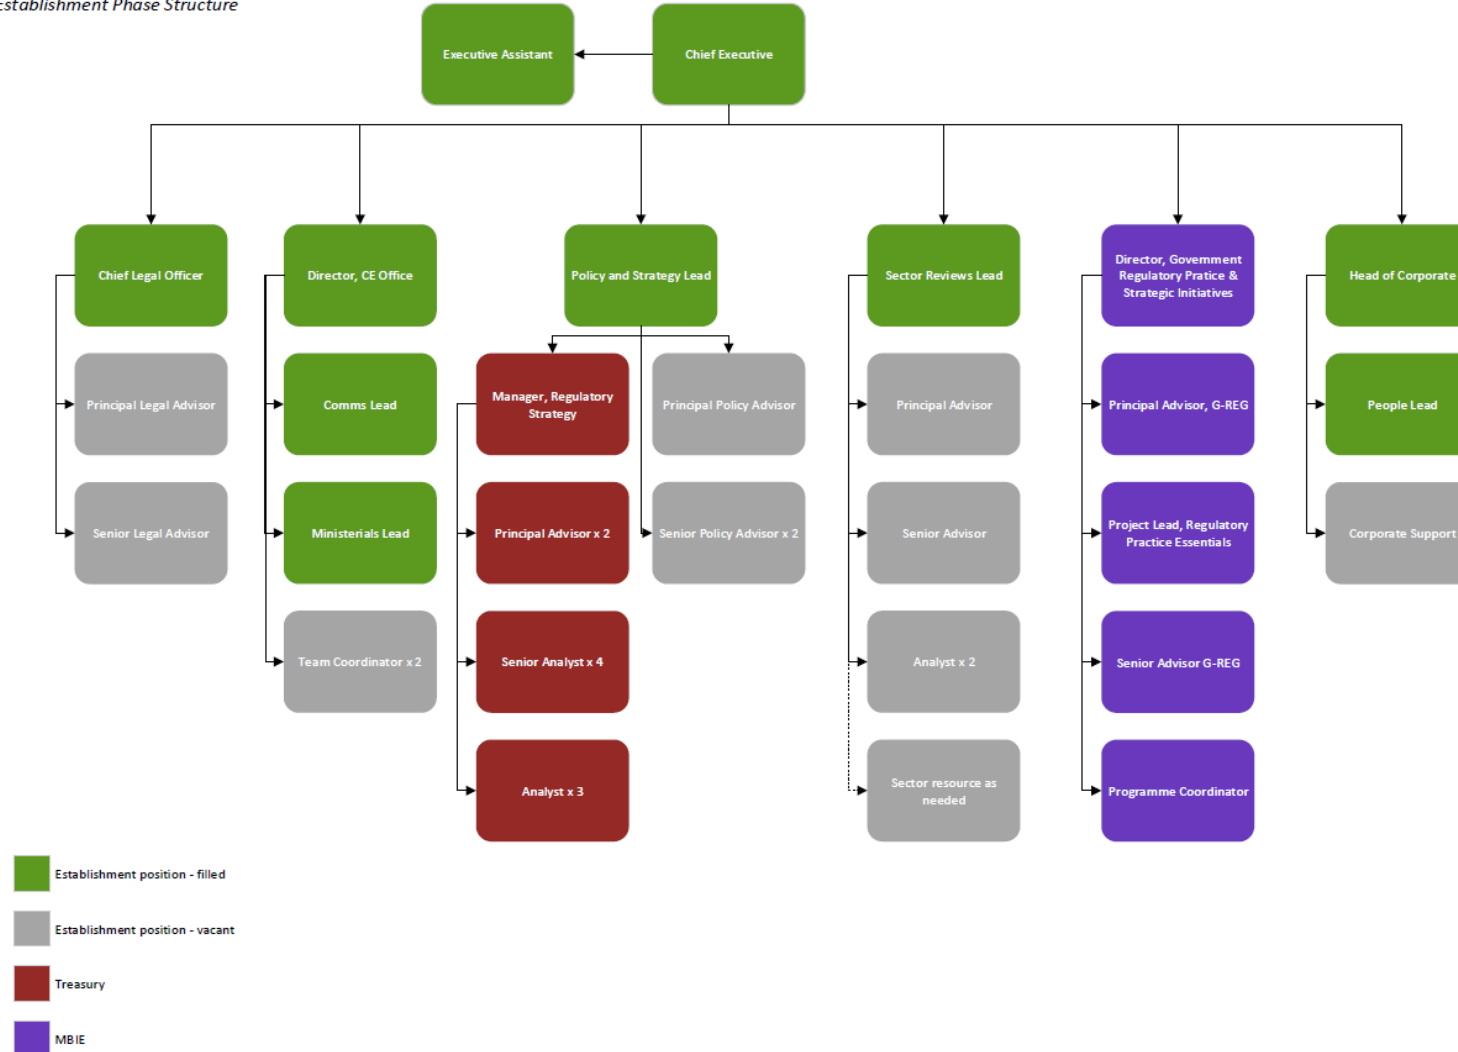 Establishment Phase Structure
Executive Assistant
Chief Executive
Chief Legal Officer
Director, CE Office
Policy and Strategy Lead
Sector Reviews Lead
Director, Government
Regulatory Pratice &
Strategic Initiatives
Head of Corporate
Principal Legal Advisor
Comms Lead
Manager, Regulatory
Strategy
Principal Policy Advisor
Principal Advisor
Principal Advisor, G-REG
People Lead
Senior Legal Advisor
Ministerials Lead
Principal Advisor x 2
Senior Policy Advisor x 2
Senior Advisor
Project Lead, Regulatory
Practice Essentials
Corporate Support
Team Coordinator x 2
Senior Analyst x 4
Analyst x 2
Senior Advisor G-REG
Analyst x 3
Sector resource as
needed
Programme Coordinator
Establishment position - filled
Establishment position - vacant
Treasury
MBIE